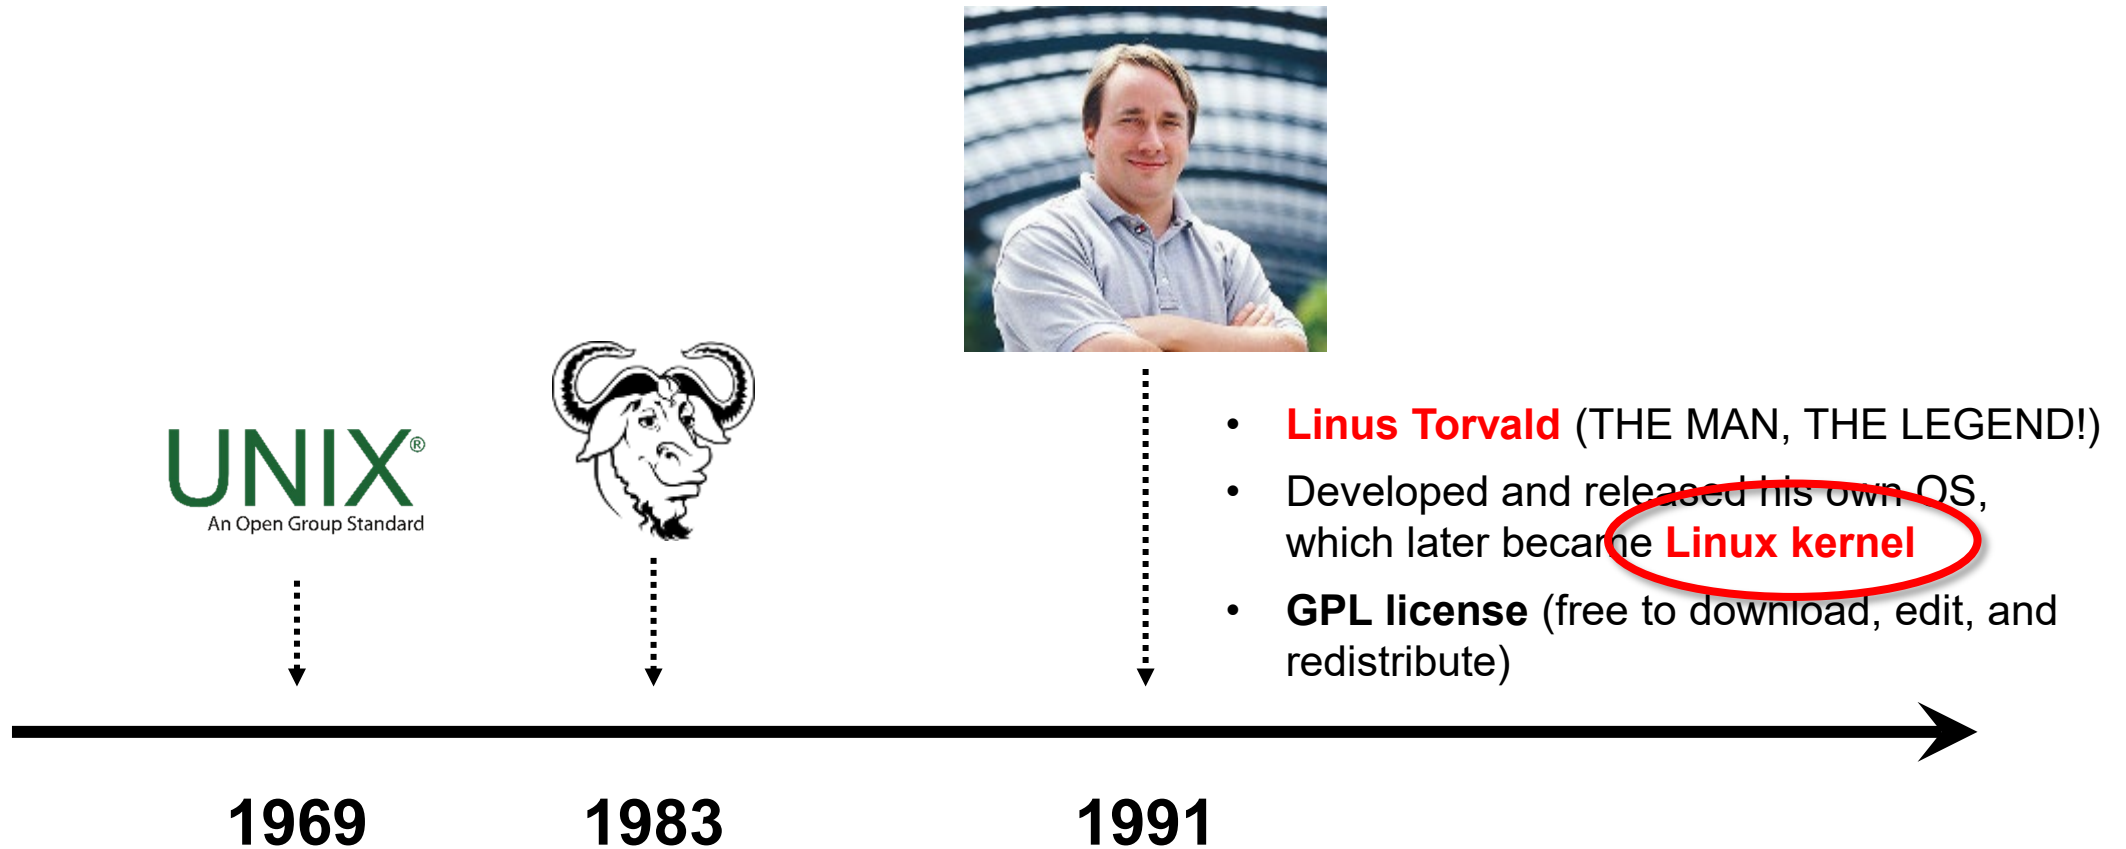 UNIX®
An Open Group Standard
• Linus Torvald (THE MAN, THE LEGEND!)
• Developed and released his own OS,
which later became Linux kernel
• GPL license (free to download, edit, and
redistribute)
1969
1983
1991